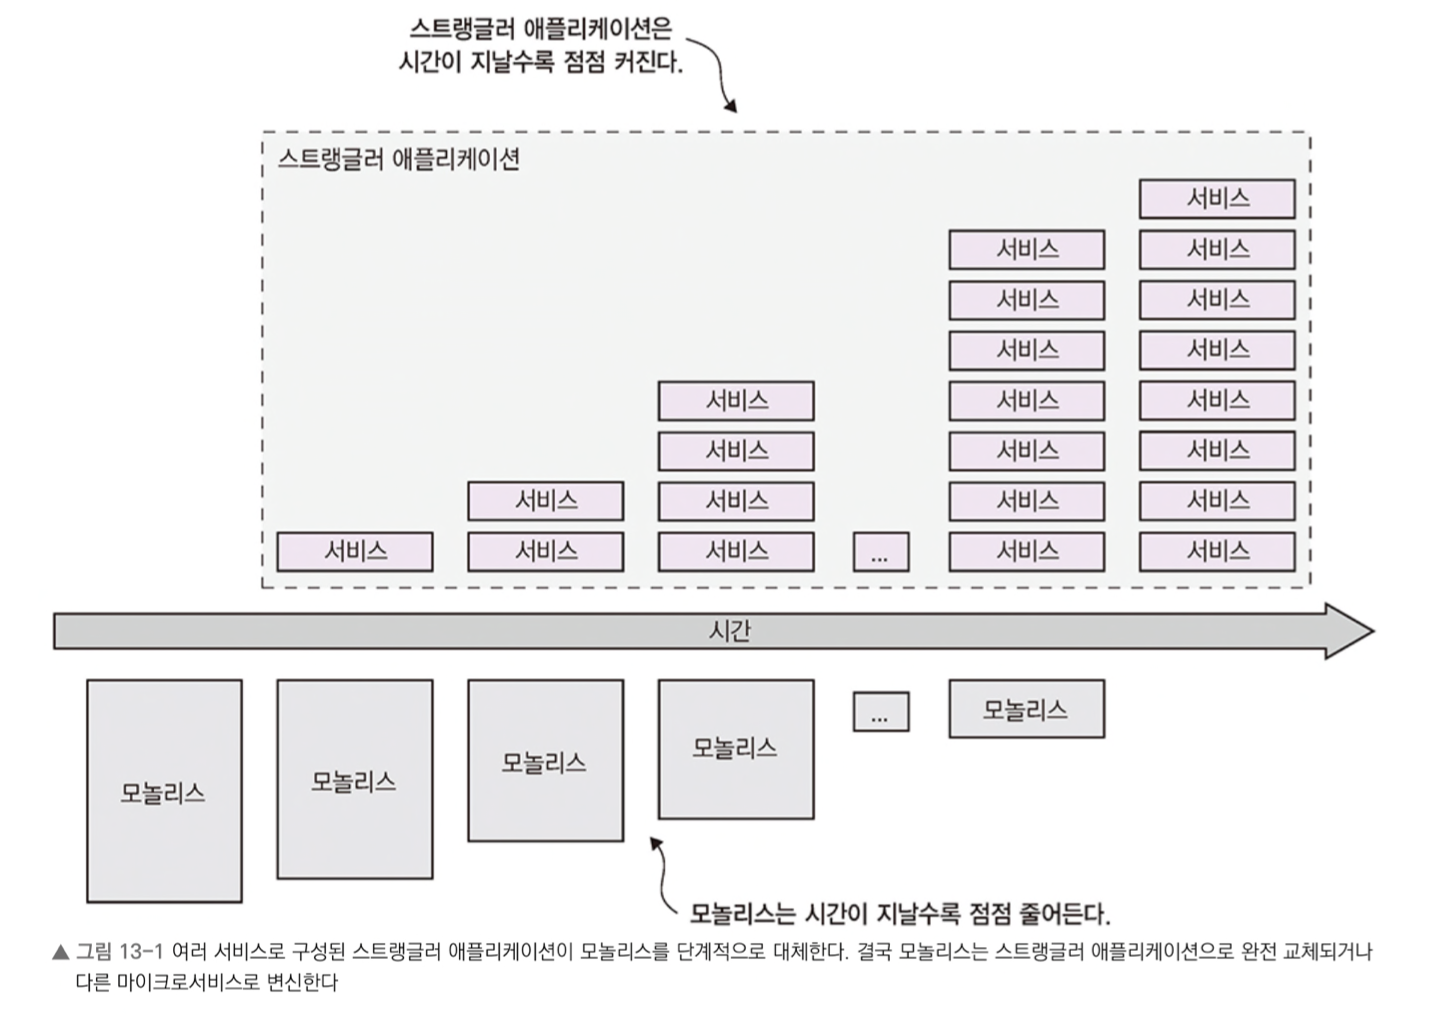 스트랭글러 애플리케이션은
시간이 지날수록 점점 커진다.
스트랭글러 애플리케이션
서비스
서비스 서비스
서비스 서비스
서비스 서비스
서비스 서비스 서비스
서비스 서비스 서비스
서비스 서비스 서비스 서비스
서비스 서비스 서비스 ... 서비스 서비스
시간
모놀리스 모놀리스 모놀리스 모놀리스 ... 모놀리스
모놀리스는 시간이 지날수록 점점 줄어든다.
▲ 그림 13-1 여러 서비스로 구성된 스트랭글러 애플리케이션이 모놀리스를 단계적으로 대체한다. 결국 모놀리스는 스트랭글러 애플리케이션으로 완전 교체되거나
다른 마이크로서비스로 변신한다